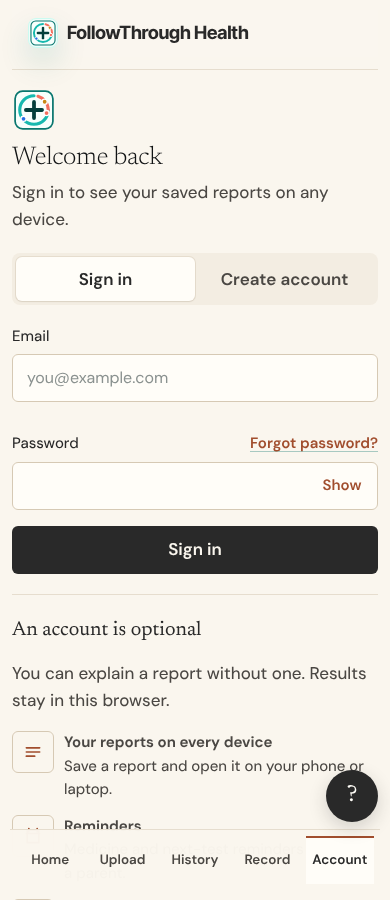 FollowThrough Health
Welcome back
Sign in to see your saved reports on any
device.
Sign in
Create account
Email
you@example.com
Password
Forgot password?
Show
Sign in
An account is optional
You can explain a report without one. Results
stay in this browser.
Your reports on every device
Save a report and open it on your phone or
laptop.
?
Reminders
Home
Upload
History
Record
Account